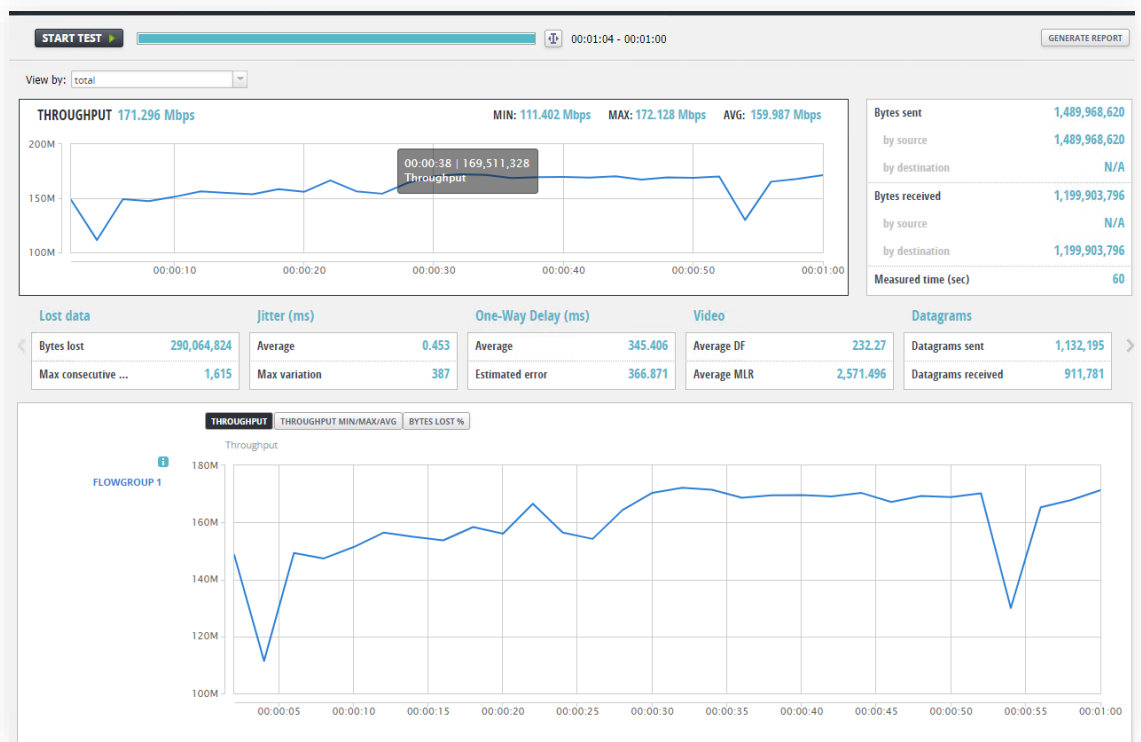 START TEST
00:01:04 - 00:01:00
GENERATE REPORT
View by: total
THROUGHPUT 171.296 Mbps
MIN: 111.402 Mbps MAX: 172.128 Mbps AVG: 159.987 Mbps
200M
150M
100M
00:00:38 | 169,511,328
Throughput
00:00:10 00:00:20 00:00:30 00:00:40 00:00:50 00:01:00
Bytes sent 1,489,968,620
by source 1,489,968,620
by destination N/A
Bytes received 1,199,903,796
by source N/A
by destination 1,199,903,796
Measured time (sec) 60
Lost data
Bytes lost 290,064,824
Max consecutive ... 1,615
Jitter (ms)
Average 0.453
Max variation 387
One-Way Delay (ms)
Average 345.406
Estimated error 366.871
Video
Average DF 232.27
Average MLR 2,571.496
Datagrams
Datagrams sent 1,132,195
Datagrams received 911,781
THROUGHPUT THROUGHPUT MIN/MAX/AVG BYTES LOST %
Throughput
i
FLOWGROUP 1
180M
160M
140M
120M
100M
00:00:05 00:00:10 00:00:15 00:00:20 00:00:25 00:00:30 00:00:35 00:00:40 00:00:45 00:00:50 00:00:55 00:01:00